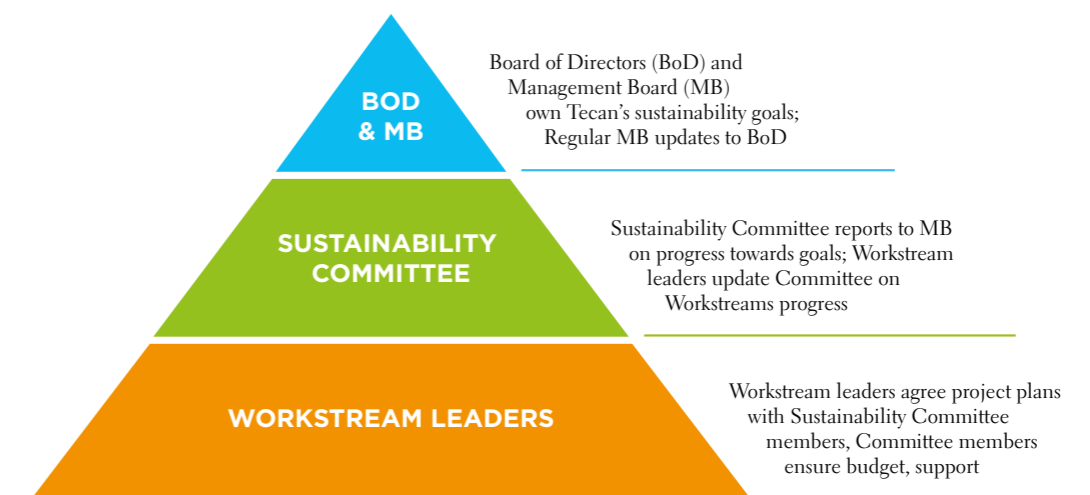 BOD
& MB
Board of Directors (BoD) and
Management Board (MB)
own Tecan’s sustainability goals;
Regular MB updates to BoD
SUSTAINABILITY
COMMITTEE
Sustainability Committee reports to MB
on progress towards goals; Workstream
leaders update Committee on
Workstreams progress
WORKSTREAM LEADERS
Workstream leaders agree project plans
with Sustainability Committee
members, Committee members
ensure budget, support